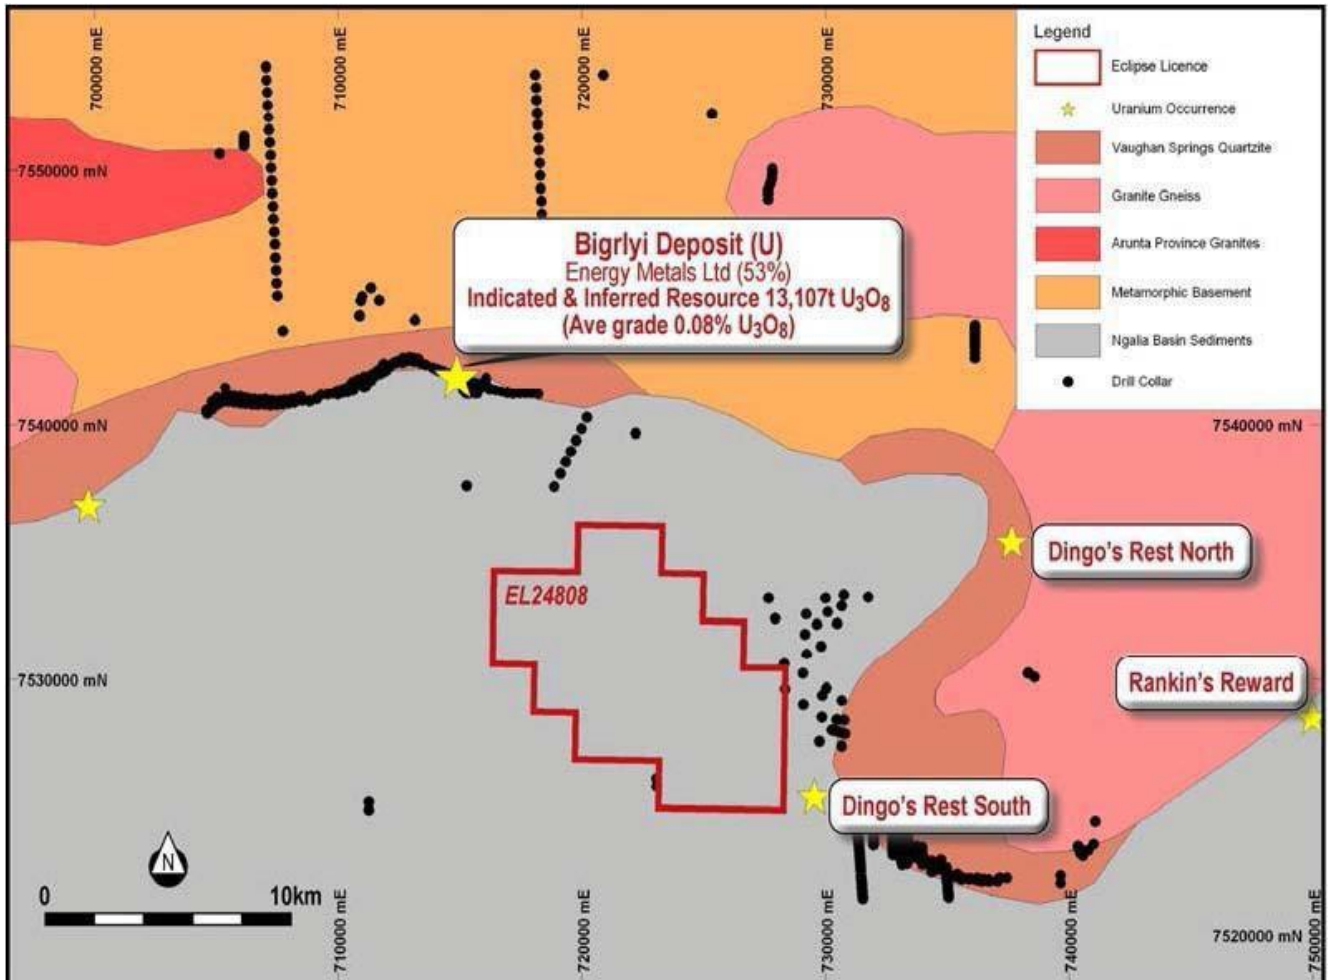 700000 mE
710000 mE
720000 mE
730000 mE
Legend
Eclipse Licence
Uranium Occurrence
Vaughan Springs Quartzite
Granite Gneiss
Arunta Province Granites
Metamorphic Basement
Ngalia Basin Sediments
Drill Collar
7550000 mN
Bigrlyi Deposit (U)
Energy Metals Ltd (53%)
Indicated & Inferred Resource 13,107t U₃O₈
(Ave grade 0.08% U₃O₈)
7540000 mN
7540000 mN
Dingo's Rest North
EL24808
7530000 mN
Rankin's Reward
Dingo's Rest South
N
0
10km
710000 mE
720000 mE
730000 mE
740000 mE
7520000 mN
750000 mE